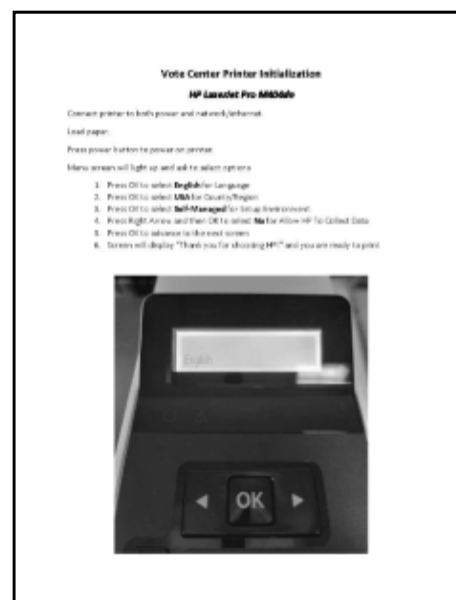 Vote Center Printer Initialization
HP LaserJet Pro
Connect printer to both power and network/ethernet.
Load paper.
Press power button to power on printer.
Menu screen will light up and ask to select options
1. Press OK to select English for Language
2. Press OK to select USA for County/Region
3. Press OK to select Self-Managed for Setup Environment
4. Press Right Arrow and then OK to select No for Allow HP To Collect Data
5. Press OK to advance to the next screen
6. Screen will display "Thank you for choosing HP!" and you are ready to print
English
OK